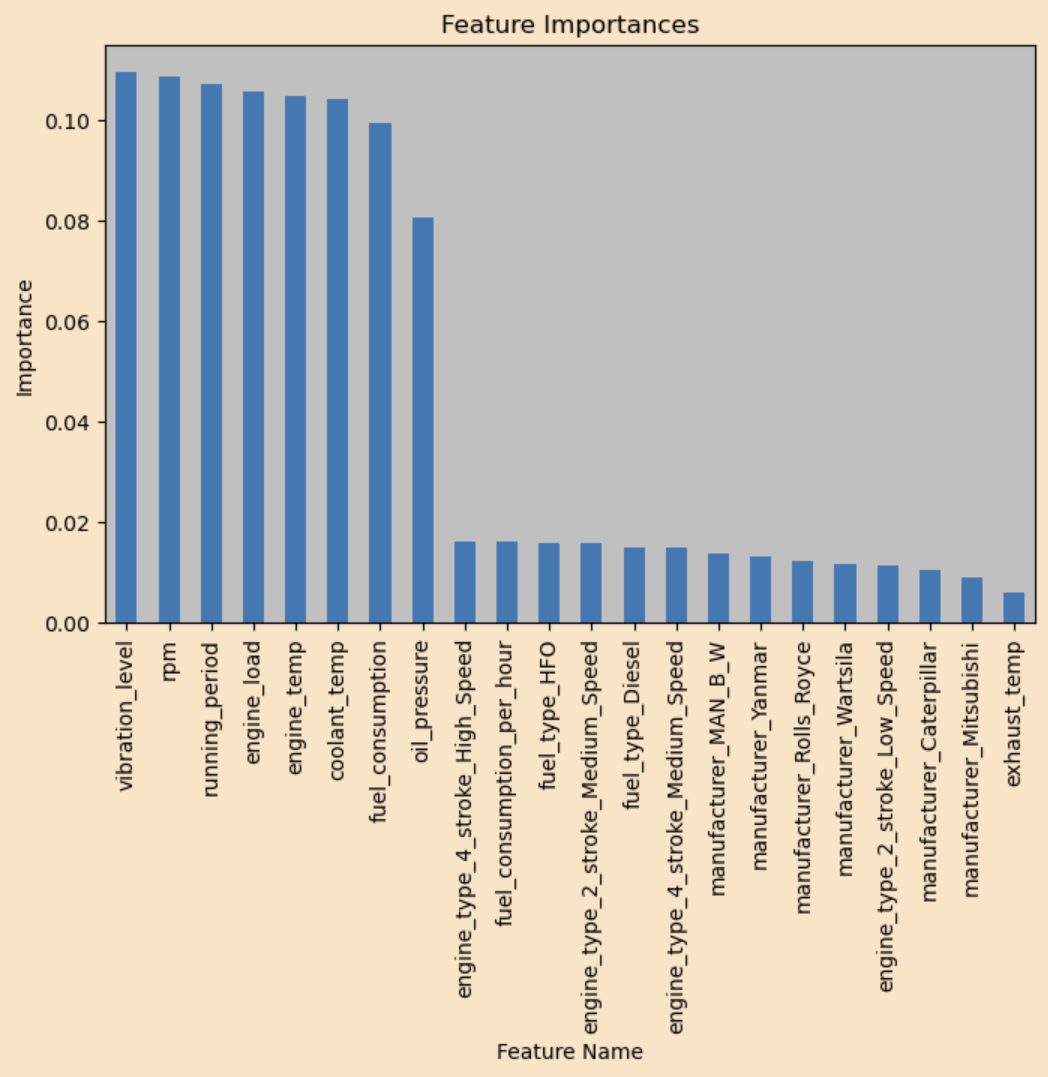 Feature Importances
Importance
0.10
0.08
0.06
0.04
0.02
0.00
vibration_level
rpm
running_period
engine_load
engine_temp
coolant_temp
fuel_consumption
oil_pressure
engine_type_4_stroke_High_Speed
fuel_consumption_per_hour
fuel_type_HFO
engine_type_2_stroke_Medium_Speed
fuel_type_Diesel
engine_type_4_stroke_Medium_Speed
manufacturer_MAN_B_W
manufacturer_Yanmar
manufacturer_Rolls_Royce
manufacturer_Wartsila
engine_type_2_stroke_Low_Speed
manufacturer_Caterpillar
manufacturer_Mitsubishi
exhaust_temp
Feature Name